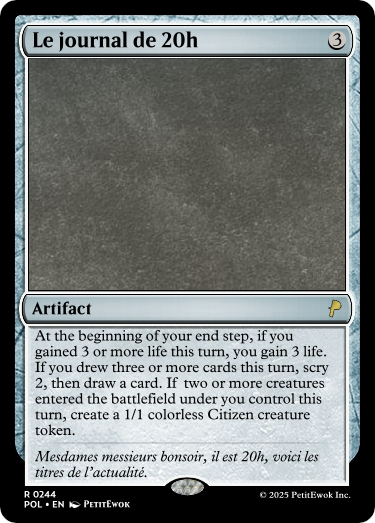 Le journal de 20h
3
Artifact
At the beginning of your end step, if you
gained 3 or more life this turn, you gain 3 life.
If you drew three or more cards this turn, scry
2, then draw a card. If  two or more creatures
entered the battlefield under you control this
turn, create a 1/1 colorless Citizen creature
token.
Mesdames messieurs bonsoir, il est 20h, voici les
titres de l'actualité.
R 0244
POL • EN PetitEwok
© 2025 PetitEwok Inc.